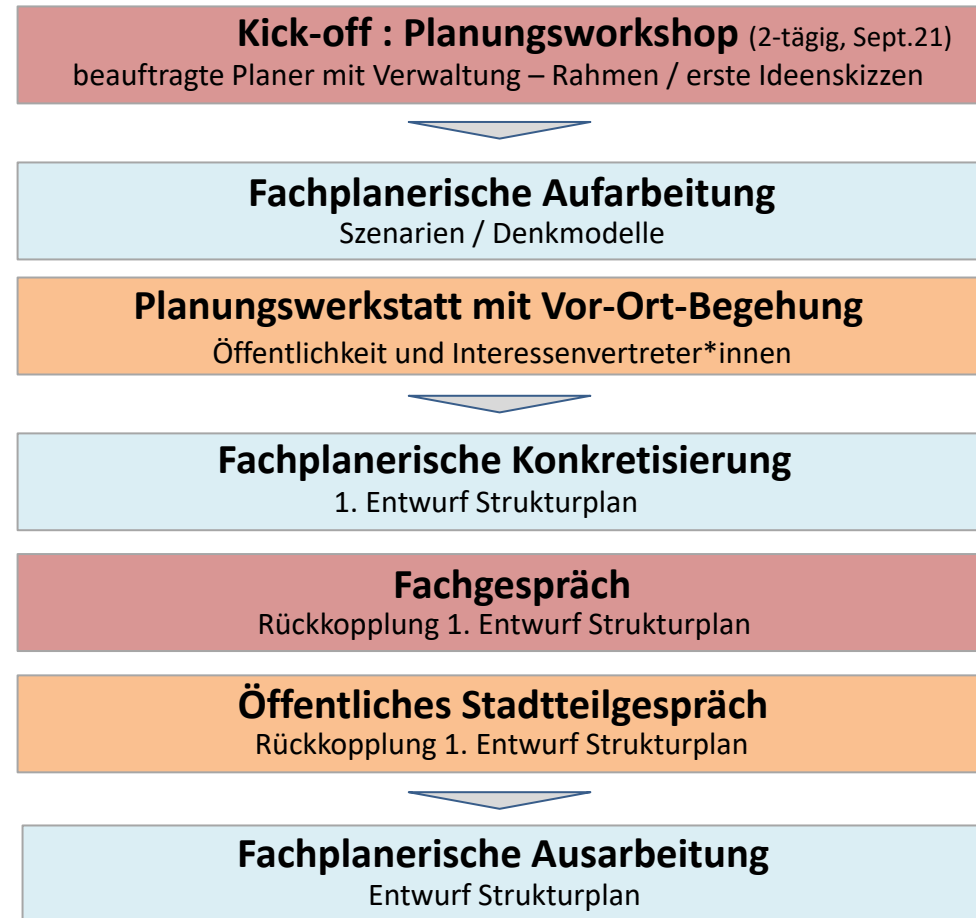 Kick-off : Planungsworkshop (2-tägig, Sept.21)
beauftragte Planer mit Verwaltung – Rahmen / erste Ideenskizzen
Fachplanerische Aufarbeitung
Szenarien / Denkmodelle
Planungswerkstatt mit Vor-Ort-Begehung
Öffentlichkeit und Interessenvertreter*innen
Fachplanerische Konkretisierung
1. Entwurf Strukturplan
Fachgespräch
Rückkopplung 1. Entwurf Strukturplan
Öffentliches Stadtteilgespräch
Rückkopplung 1. Entwurf Strukturplan
Fachplanerische Ausarbeitung
Entwurf Strukturplan